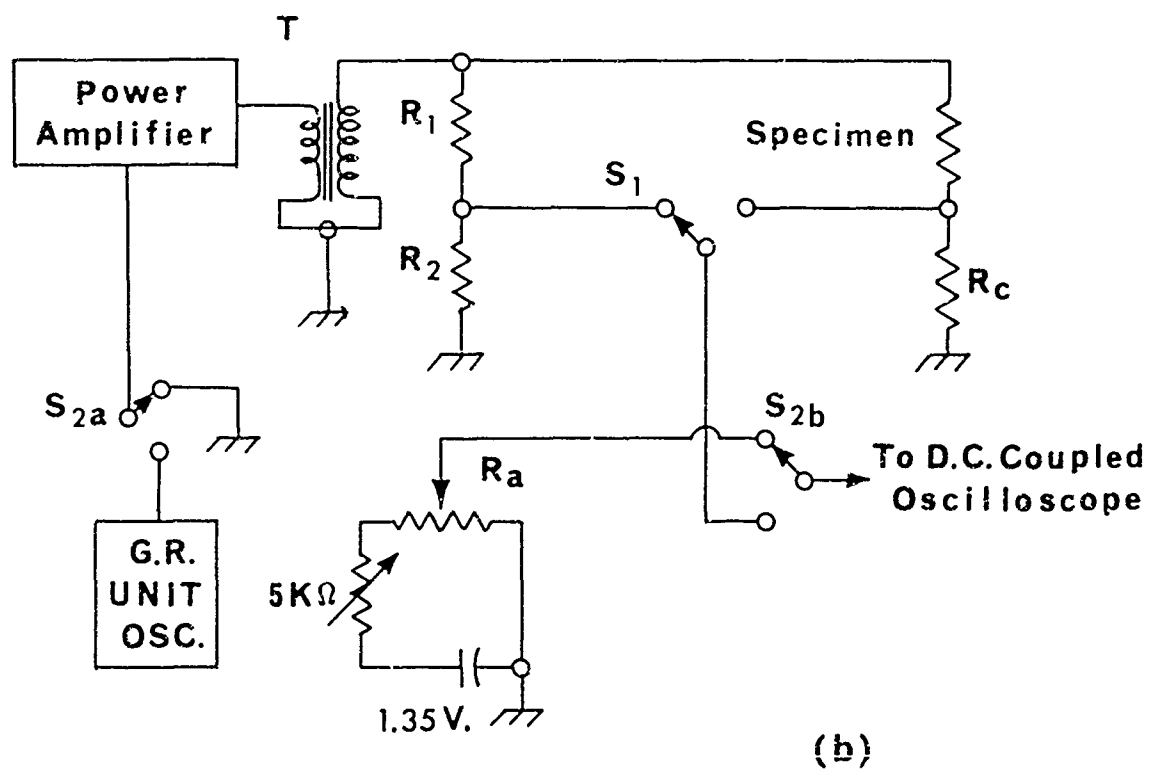 T
Power
Amplifier
R1
Specimen
S1
R2
Rc
S2a
S2b
Ra
To D.C. Coupled
Oscilloscope
G.R.
UNIT
OSC.
5KΩ
1.35V.
(b)